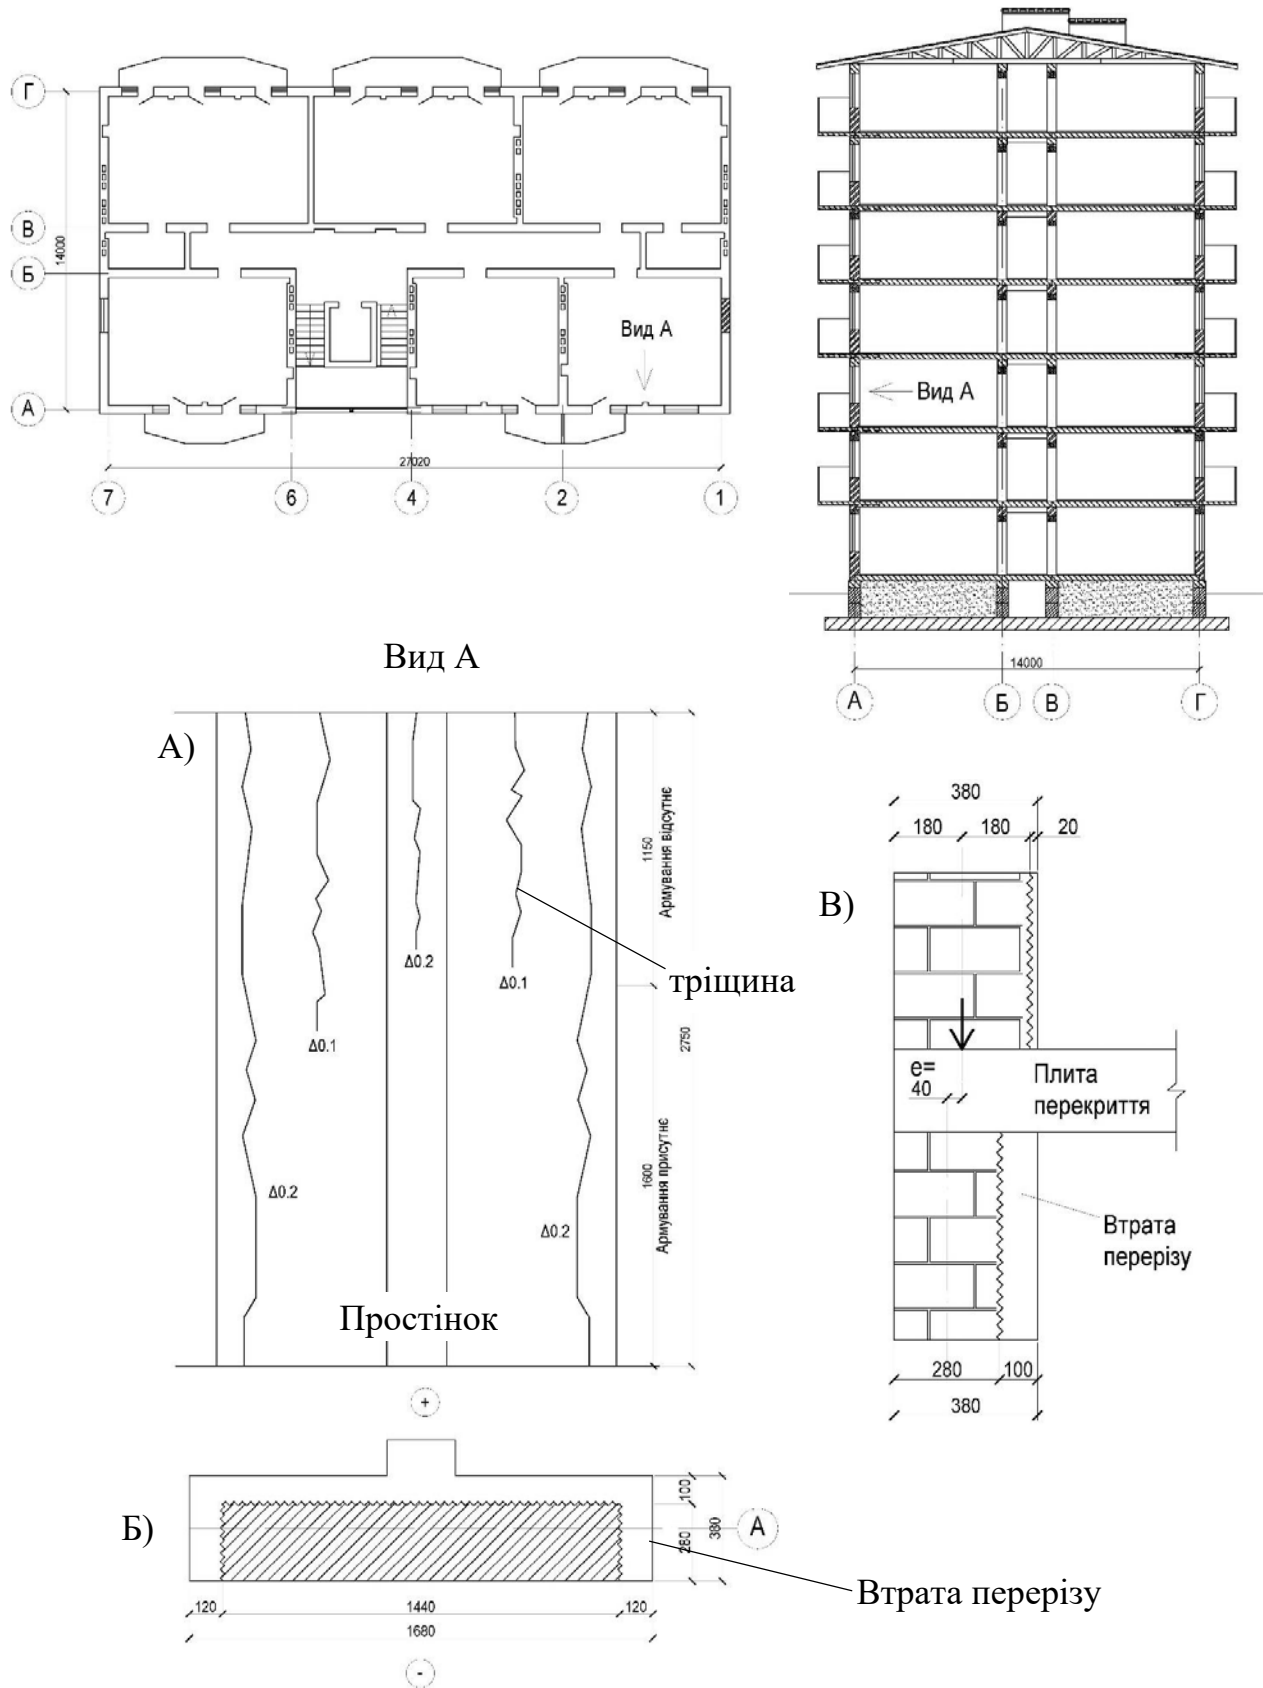 Г
В
Б
А
14000
Вид А
27020
7
6
4
2
1
Вид А
14000
А
Б
В
Г
Вид А
А)
Δ0.2
Δ0.1
Δ0.1
Δ0.2
Δ0.2
тріщина
1150
Армування відсутнє
2750
1600
Армування присутнє
Простінок
+
Б)
100
280
380
А
120
1440
120
1680
-
Втрата перерізу
В)
380
180
180
20
e=
40
Плита
перекриття
Втрата
перерізу
280
100
380